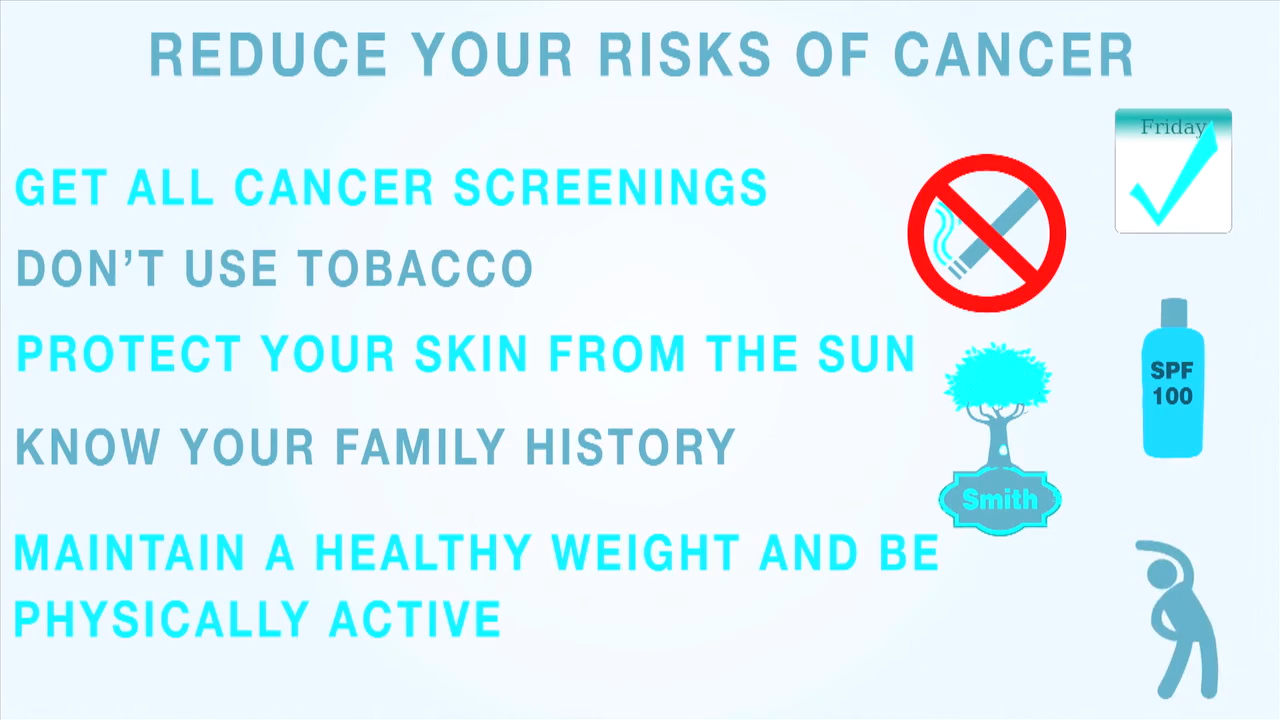 REDUCE YOUR RISKS OF CANCER
Friday
GET ALL CANCER SCREENINGS
DON’T USE TOBACCO
PROTECT YOUR SKIN FROM THE SUN
SPF
100
KNOW YOUR FAMILY HISTORY
Smith
MAINTAIN A HEALTHY WEIGHT AND BE
PHYSICALLY ACTIVE